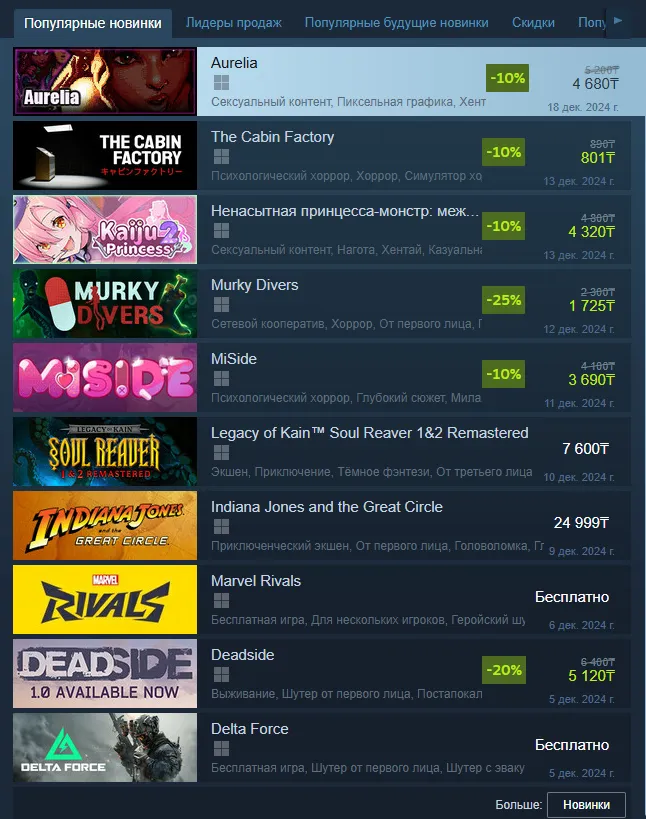 Популярные новинки Лидеры продаж Популярные будущие новинки Скидки Попу
Aurelia
Aurelia
-10%
5 200₸
4 680₸
Сексуальный контент, Пиксельная графика, Хент
18 дек. 2024 г.
THE CABIN
FACTORY
キャビンファクトリー
The Cabin Factory
-10%
890₸
801₸
Психологический хоррор, Хоррор, Симулятор хо
13 дек. 2024 г.
Kaiju 2
Princess
Ненасытная принцесса-монстр: меж...
-10%
4 800₸
4 320₸
Сексуальный контент, Нагота, Хентай, Казуальна
13 дек. 2024 г.
MURKY
DIVERS
Murky Divers
-25%
2 300₸
1 725₸
Сетевой кооператив, Хоррор, От первого лица, Г
12 дек. 2024 г.
MISIDE
MiSide
-10%
4 100₸
3 690₸
Психологический хоррор, Глубокий сюжет, Мила
11 дек. 2024 г.
LEGACY OF KAIN
SOUL REAVER
1&2 REMASTERED
Legacy of Kain™ Soul Reaver 1&2 Remastered
7 600₸
Экшен, Приключение, Тёмное фэнтези, От третьего лица
10 дек. 2024 г.
INDIANA JONES
and the
GREAT CIRCLE
Indiana Jones and the Great Circle
24 999₸
Приключенческий экшен, От первого лица, Головоломка, Гл
9 дек. 2024 г.
MARVEL
RIVALS
Marvel Rivals
Бесплатно
Бесплатная игра, Для нескольких игроков, Геройский шу
6 дек. 2024 г.
DEADSIDE
1.0 AVAILABLE NOW
Deadside
-20%
6 400₸
5 120₸
Выживание, Шутер от первого лица, Постапокал
5 дек. 2024 г.
DELTA FORCE
Delta Force
Бесплатно
Бесплатная игра, Шутер от первого лица, Шутер с эваку
5 дек. 2024 г.
Больше: Новинки